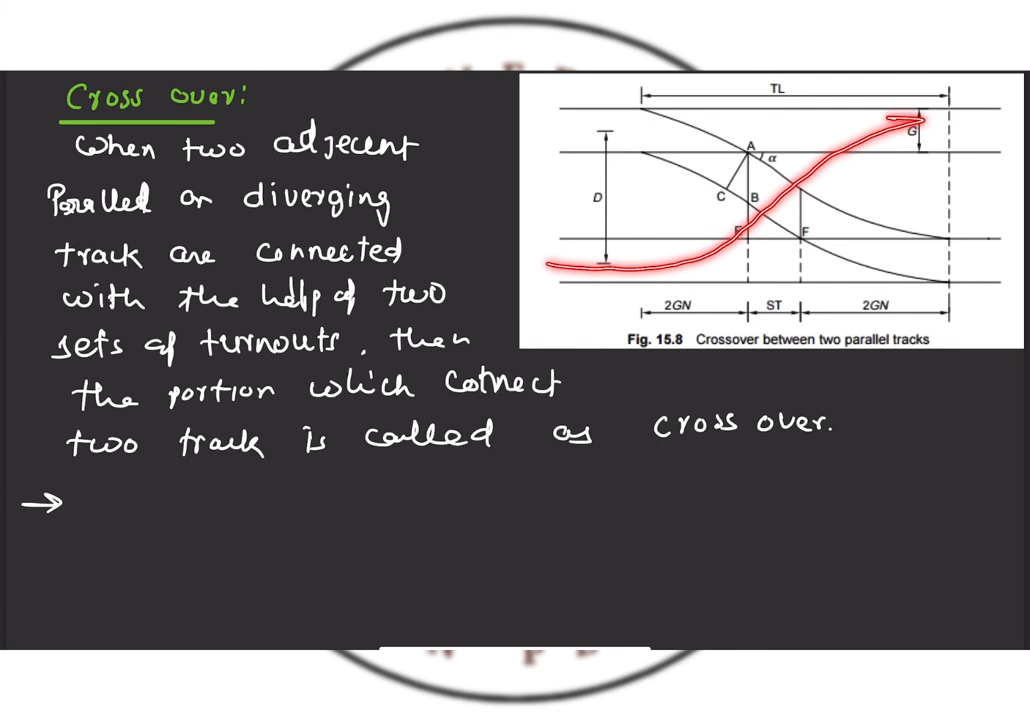 Cross over:
when two adjecent
Parallel or diverging
track are connected
with the help of two
sets of turnouts. then
the portion which connect
two track is called as cross over.
→
TL
G
A
α
D
C
B
E
F
2GN
ST
2GN
Fig. 15.8 Crossover between two parallel tracks